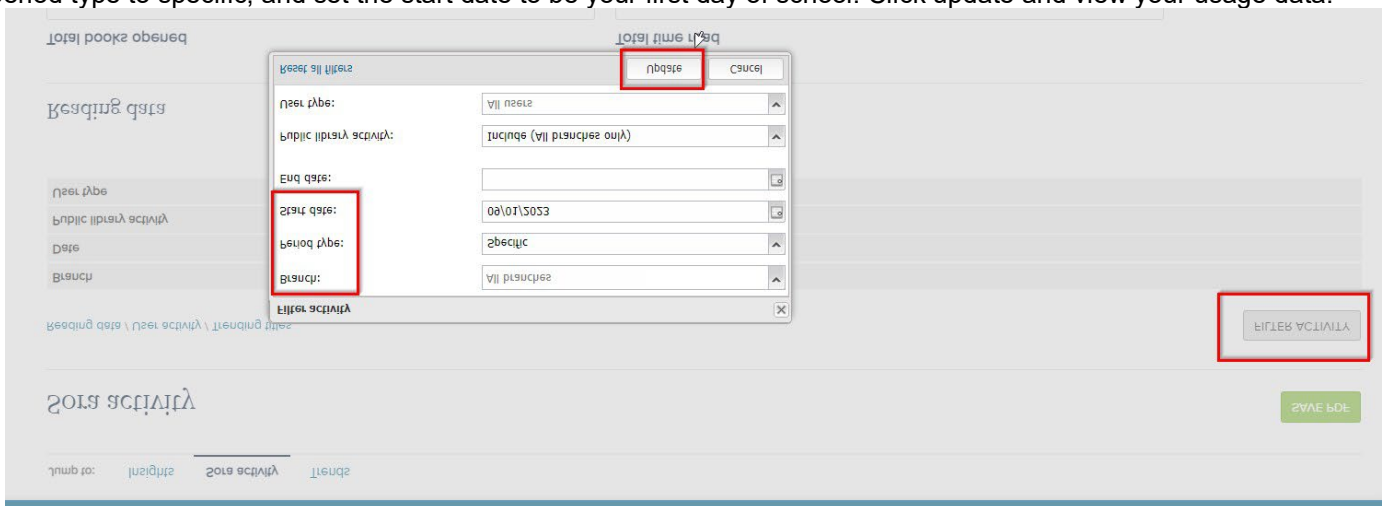 eriod type to specific, and set the start date to be your first day of school. Click update and view your usage data.
Jump to: Insights Sora activity Trends
Sora activity SAVE PDF
Reading data / User activity / Trending titles FILTER ACTIVITY
Filter activity
Branch Branch: All branches
Date Period type: Specific
Public library activity Start date: 09/01/2023
User type End date:
Public library activity: Include (All branches only)
Reading data User type: All users
Reset all filters Update Cancel
Total books opened Total time read